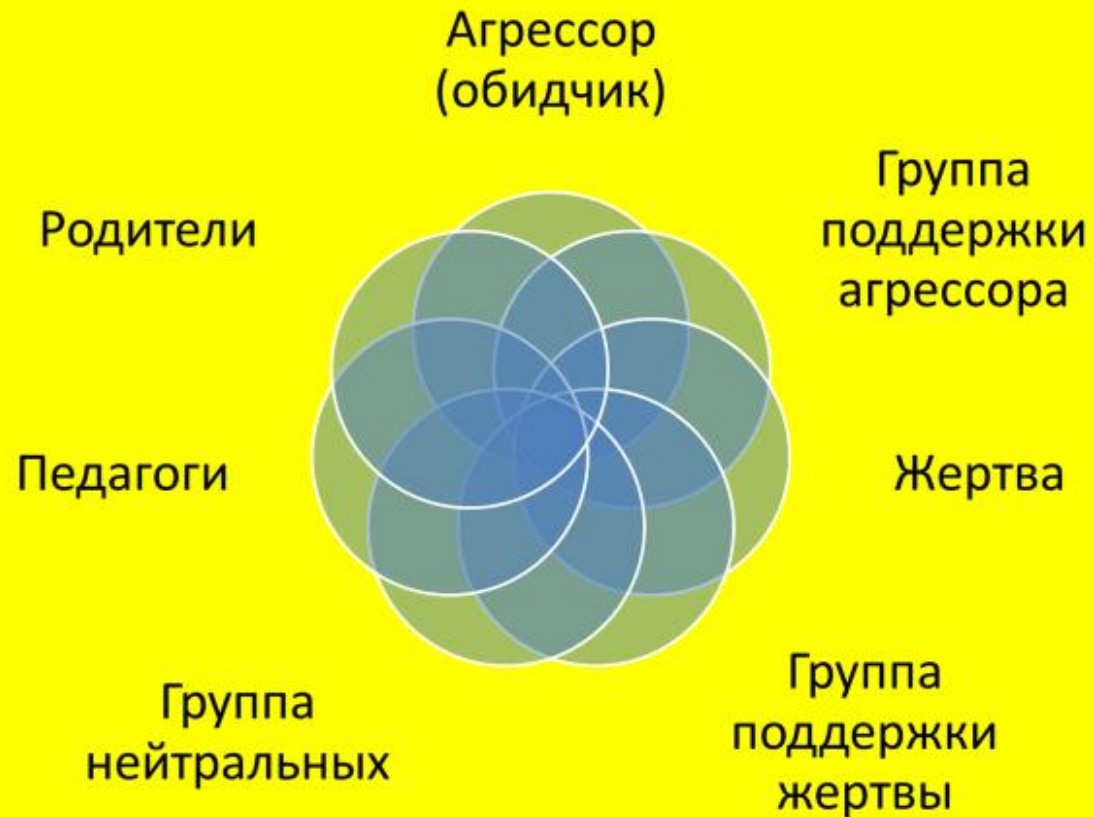 Агрессор
(обидчик)
Группа
поддержки
агрессора
Жертва
Группа
поддержки
жертвы
Группа
нейтральных
Педагоги
Родители